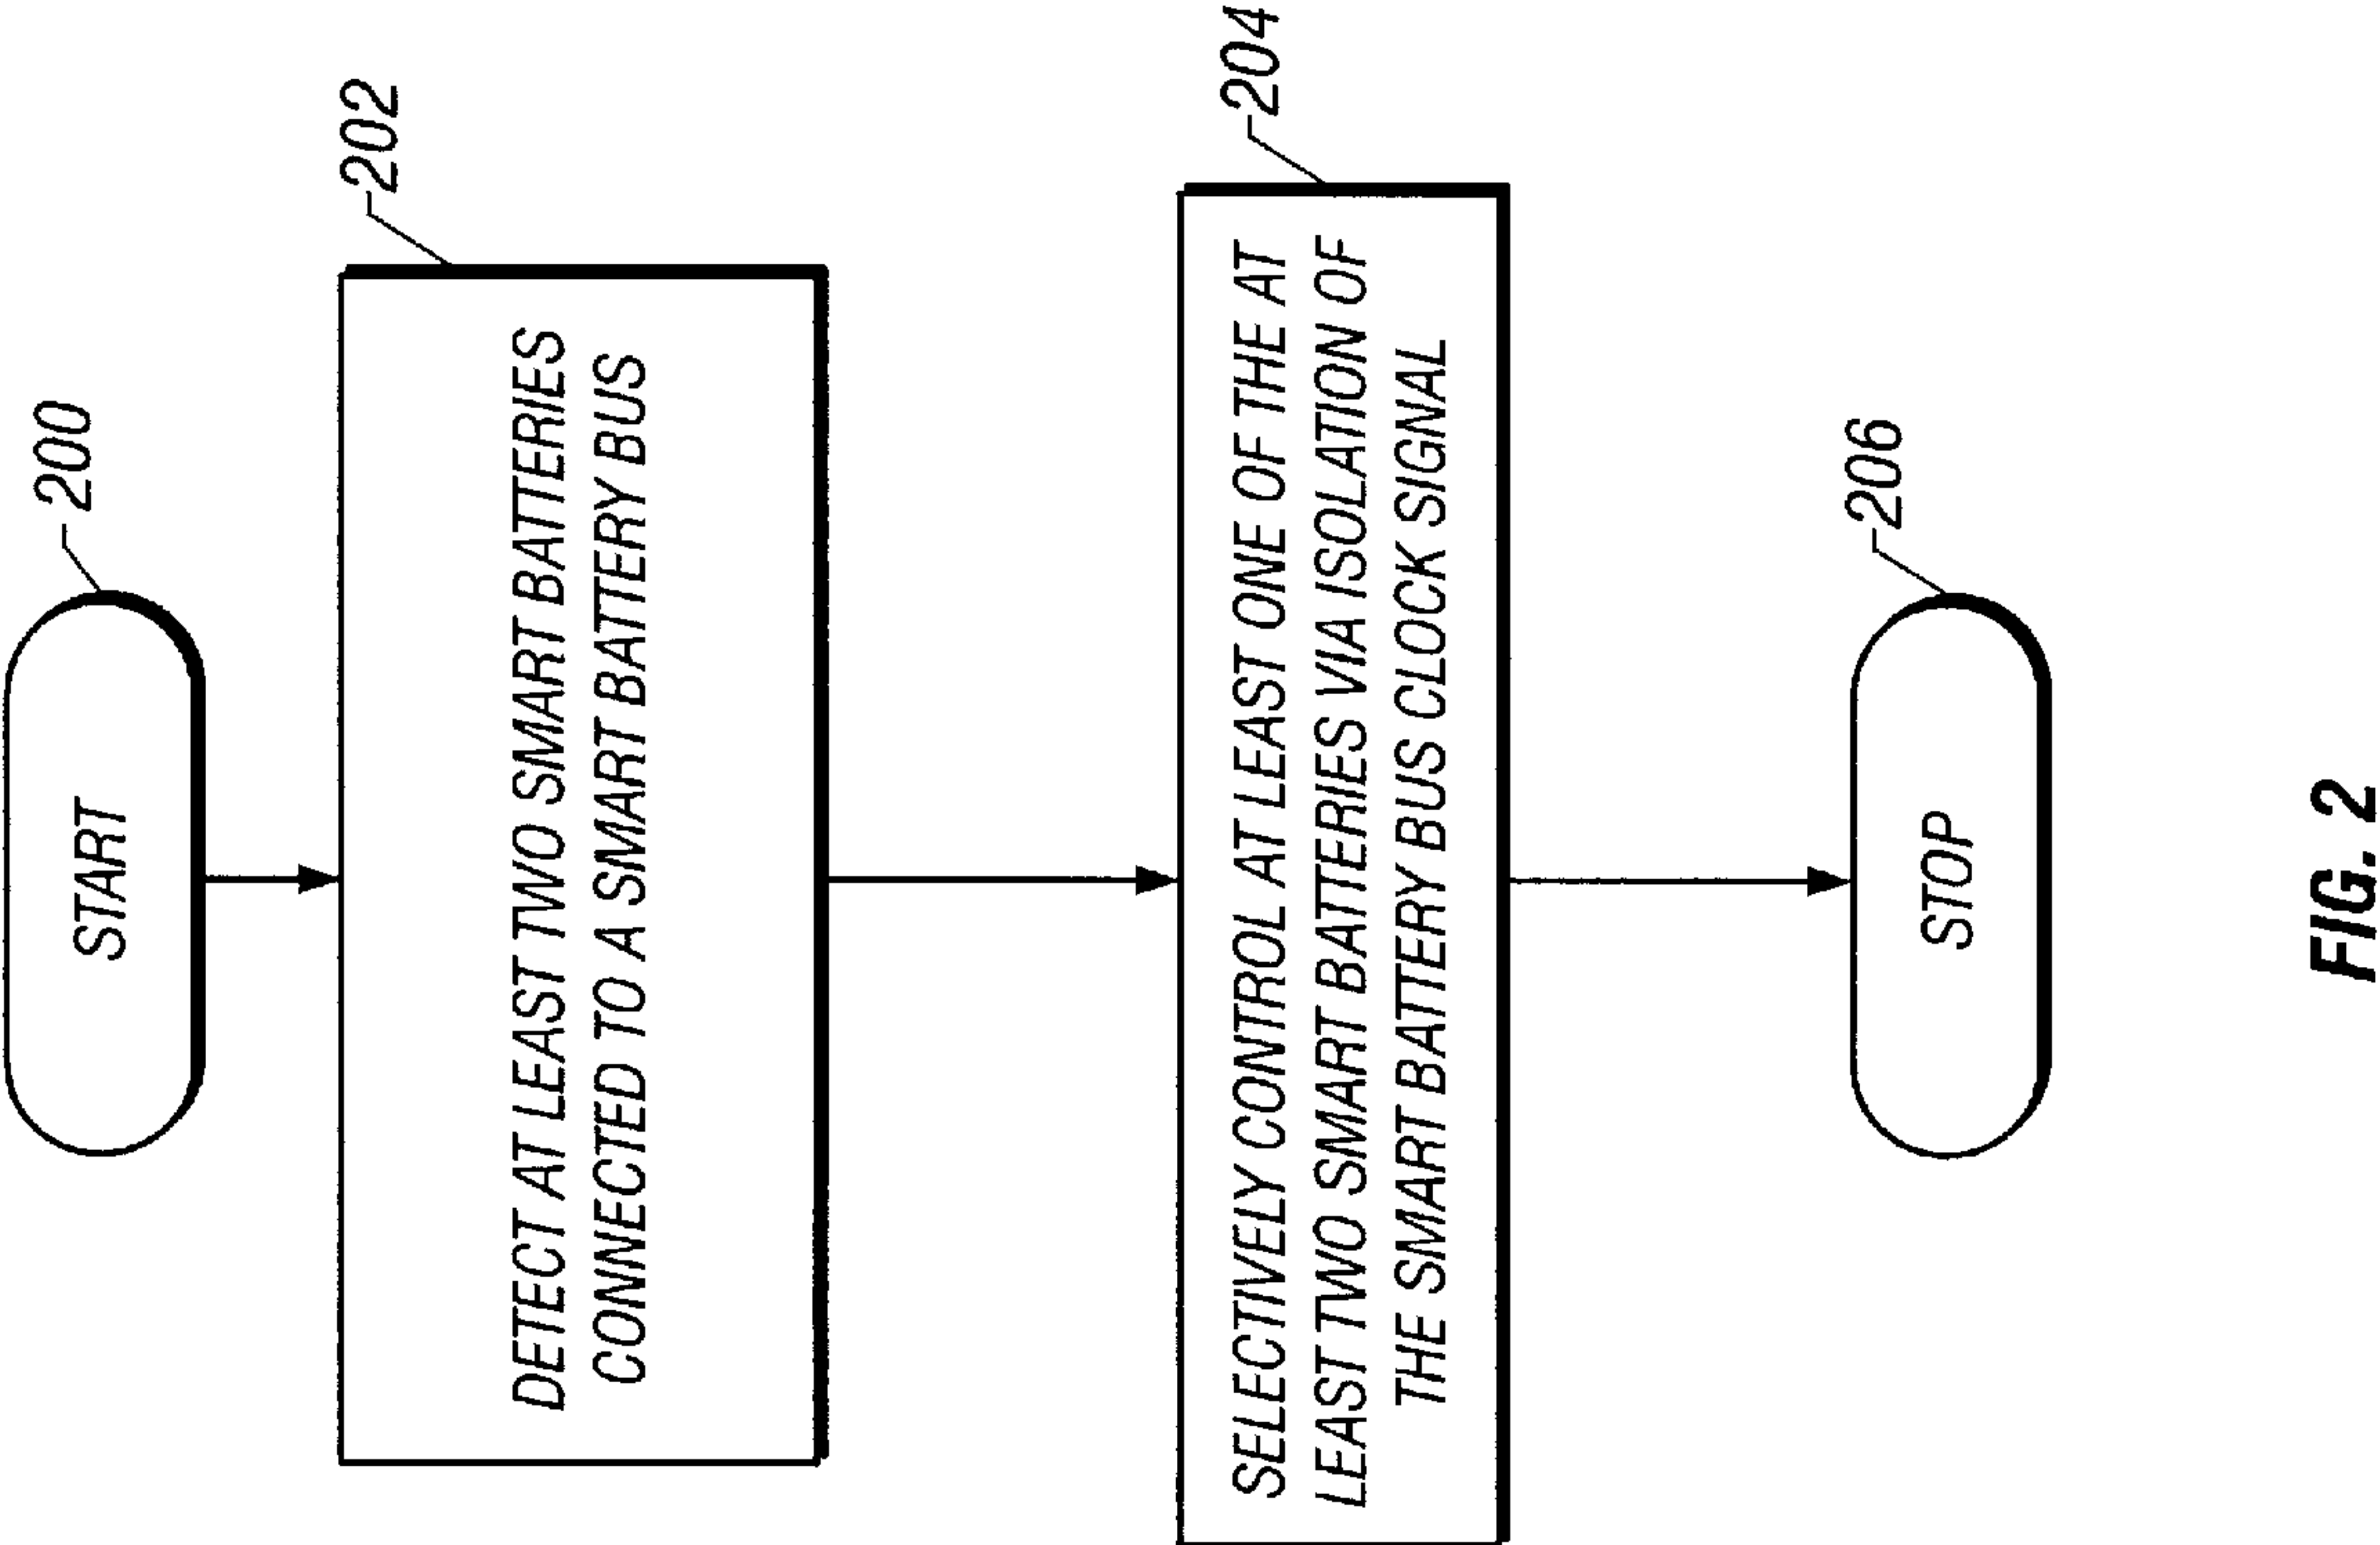 START
200
202
DETECT AT LEAST TWO SMART BATTERIES
CONNECTED TO A SMART BATTERY BUS
204
SELECTIVELY CONTROL AT LEAST ONE OF THE AT
LEAST TWO SMART BATTERIES VIA ISOLATION OF
THE SMART BATTERY BUS CLOCK SIGNAL
206
STOP
FIG. 2